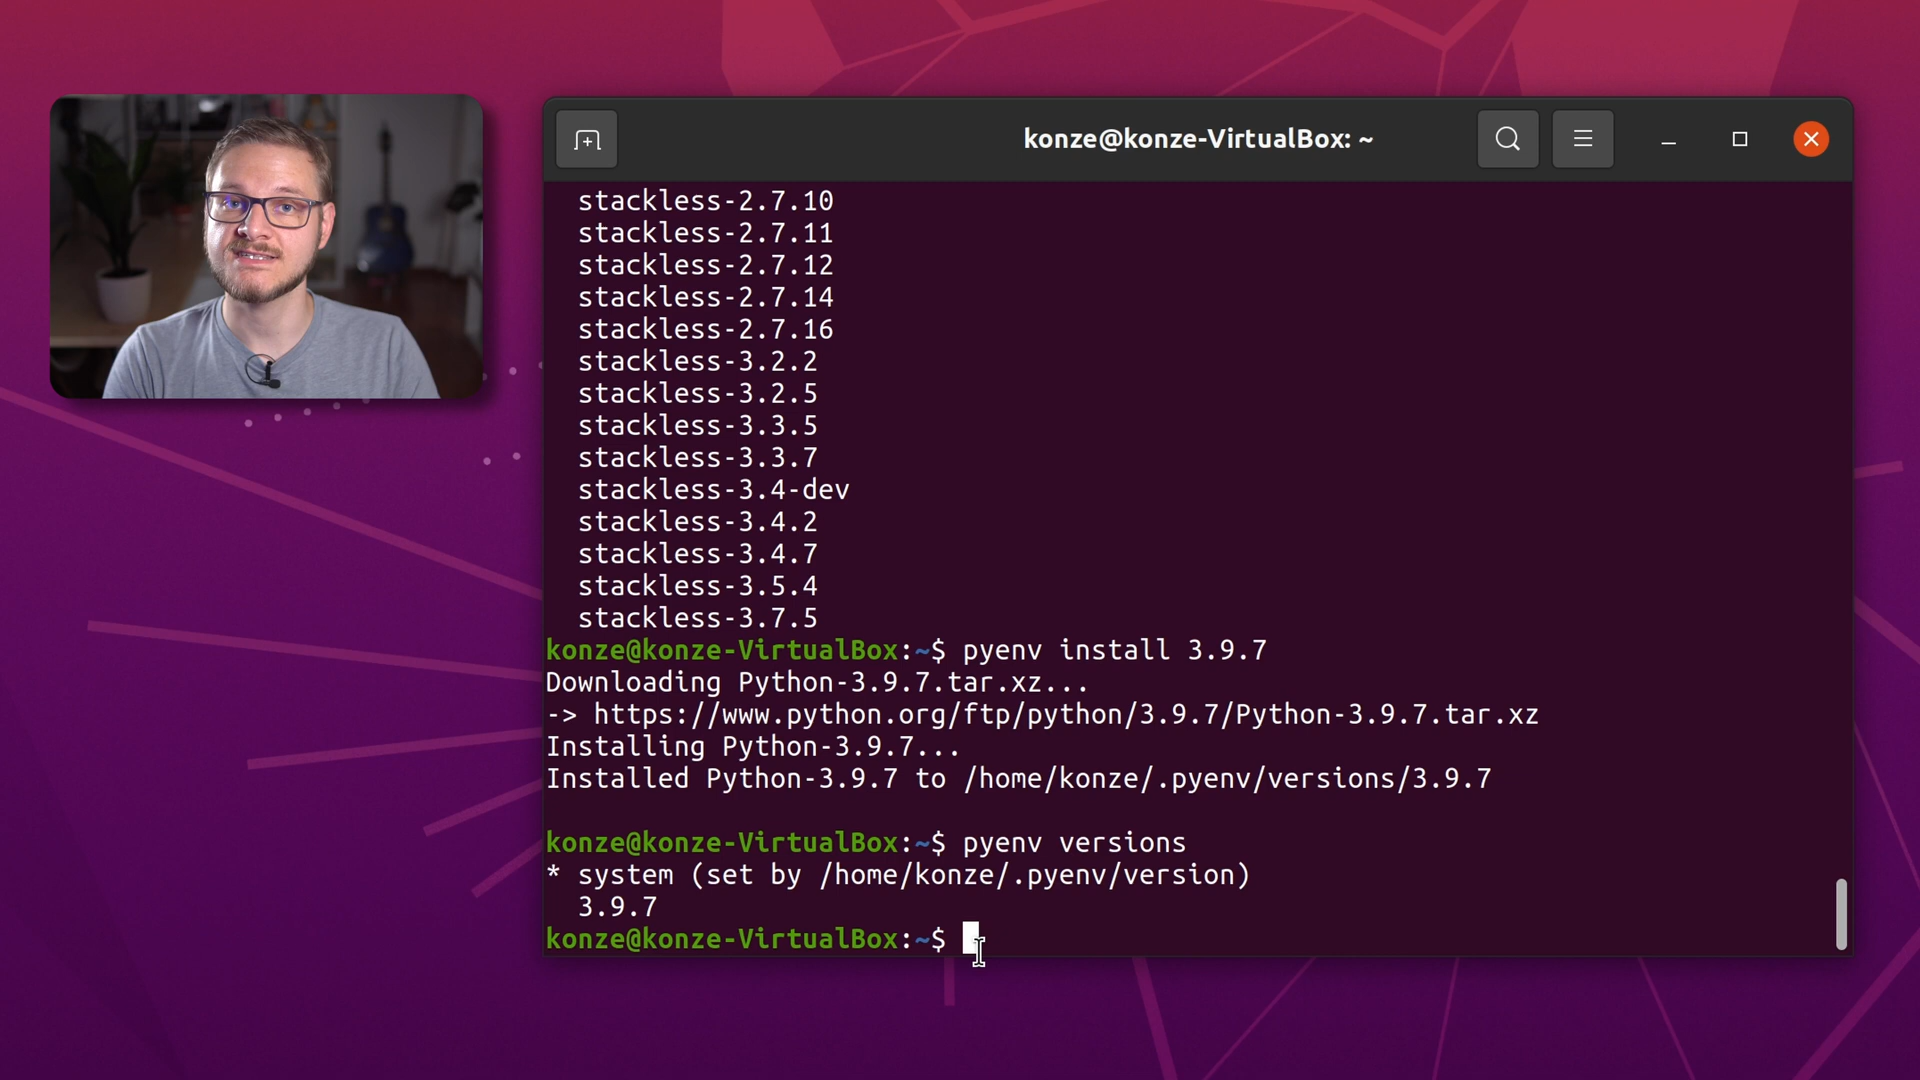 konze@konze-VirtualBox: ~
stackless-2.7.10
stackless-2.7.11
stackless-2.7.12
stackless-2.7.14
stackless-2.7.16
stackless-3.2.2
stackless-3.2.5
stackless-3.3.5
stackless-3.3.7
stackless-3.4-dev
stackless-3.4.2
stackless-3.4.7
stackless-3.5.4
stackless-3.7.5
konze@konze-VirtualBox:~$ pyenv install 3.9.7
Downloading Python-3.9.7.tar.xz...
-> https://www.python.org/ftp/python/3.9.7/Python-3.9.7.tar.xz
Installing Python-3.9.7...
Installed Python-3.9.7 to /home/konze/.pyenv/versions/3.9.7
konze@konze-VirtualBox:~$ pyenv versions
* system (set by /home/konze/.pyenv/version)
3.9.7
konze@konze-VirtualBox:~$